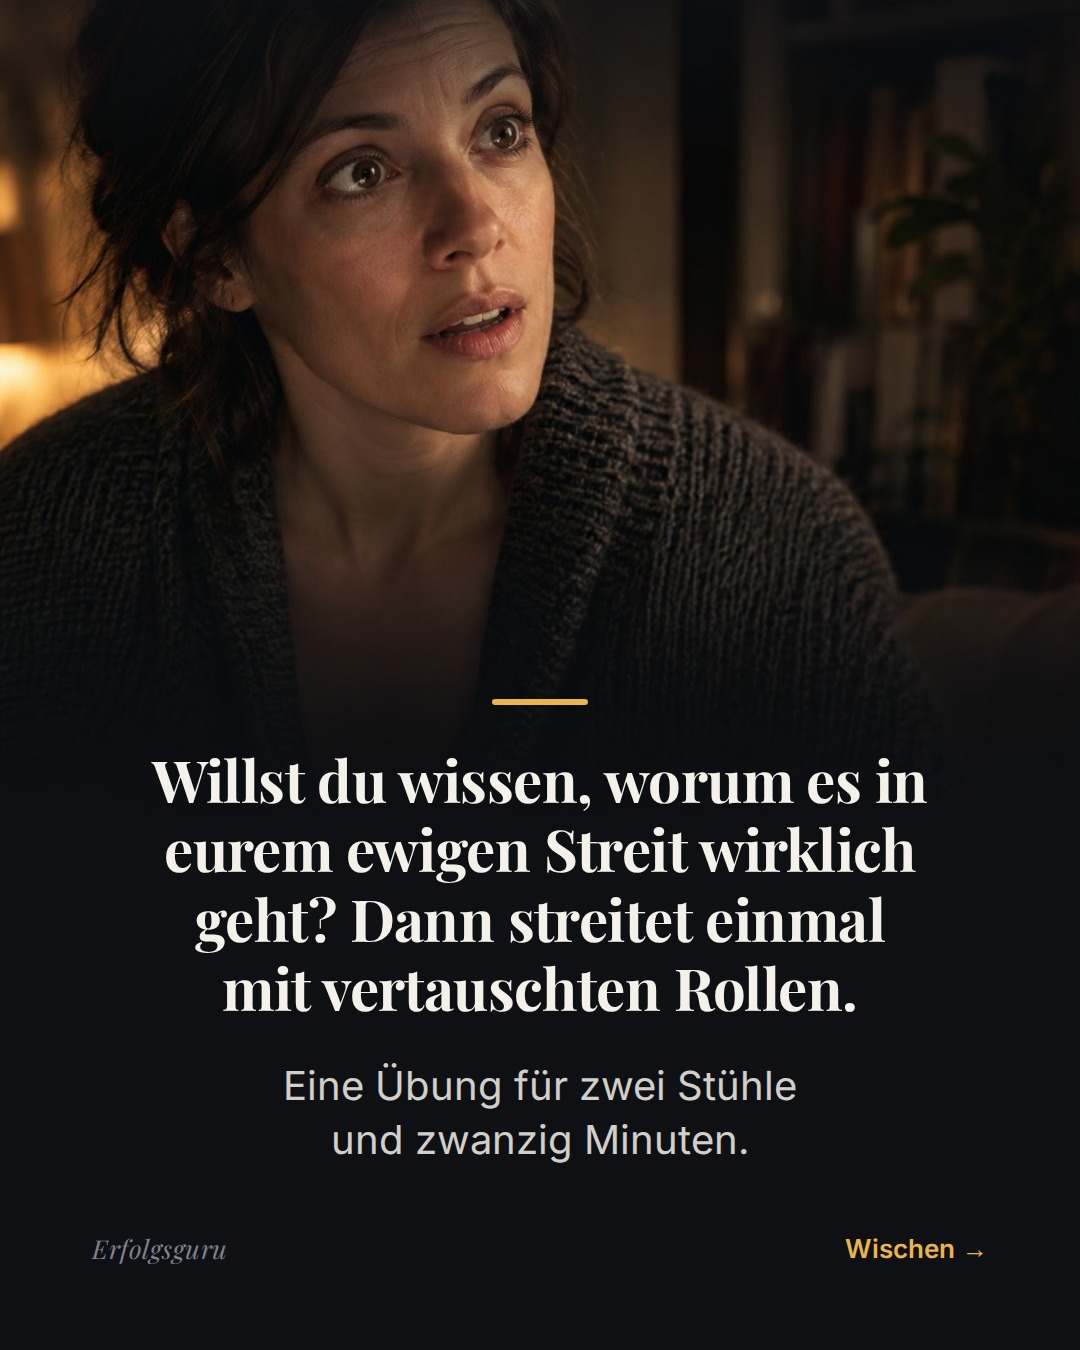 Willst du wissen, worum es in
eurem ewigen Streit wirklich
geht? Dann streitet einmal
mit vertauschten Rollen.
Eine Übung für zwei Stühle
und zwanzig Minuten.
Erfolgsguru
Wischen →